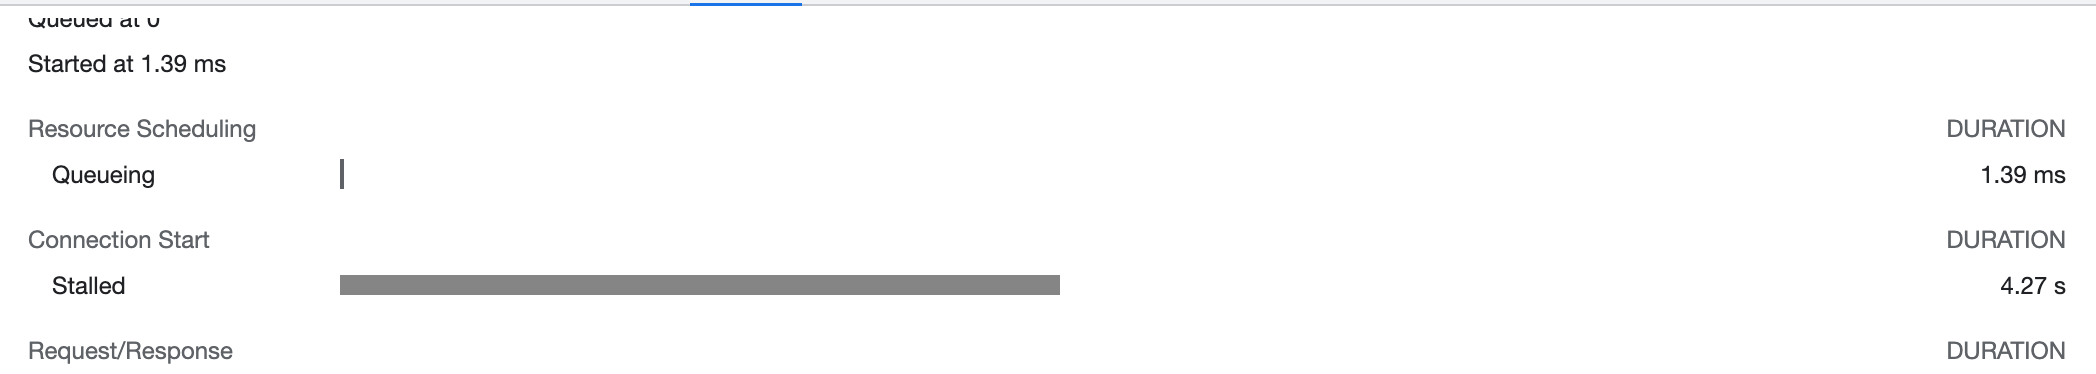 Queued at 0
Started at 1.39 ms
Resource Scheduling DURATION
Queueing 1.39 ms
Connection Start DURATION
Stalled 4.27 s
Request/Response DURATION